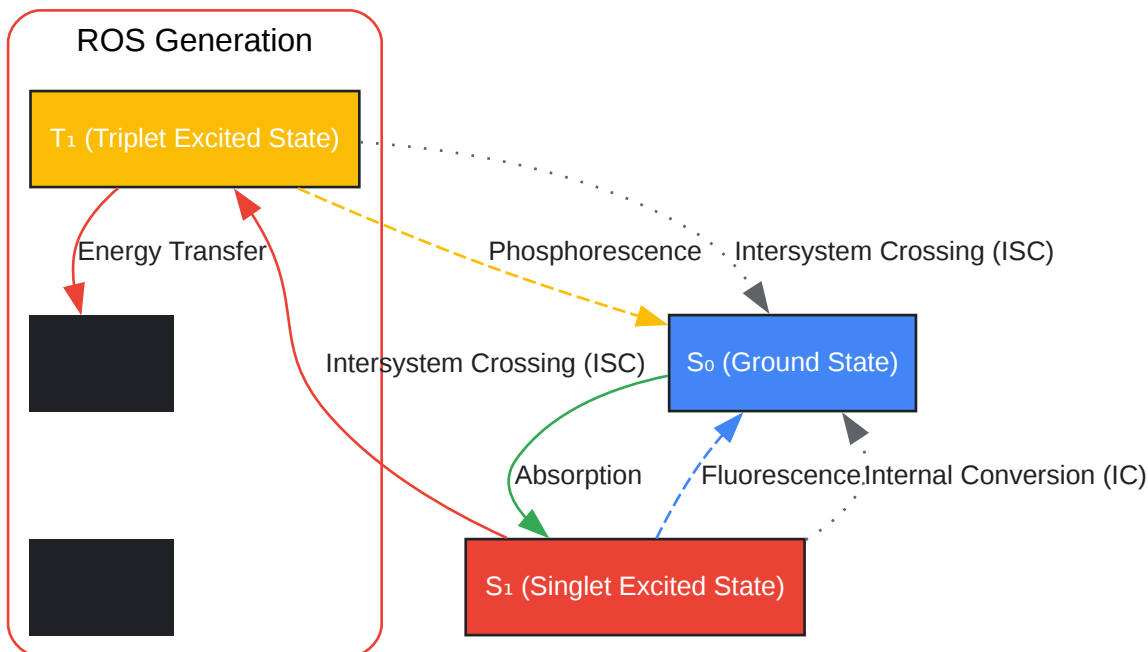 ROS Generation
T₁ (Triplet Excited State)
Energy Transfer
Phosphorescence
Intersystem Crossing (ISC)
Intersystem Crossing (ISC)
S₀ (Ground State)
Absorption
Fluorescence
Internal Conversion (IC)
S₁ (Singlet Excited State)